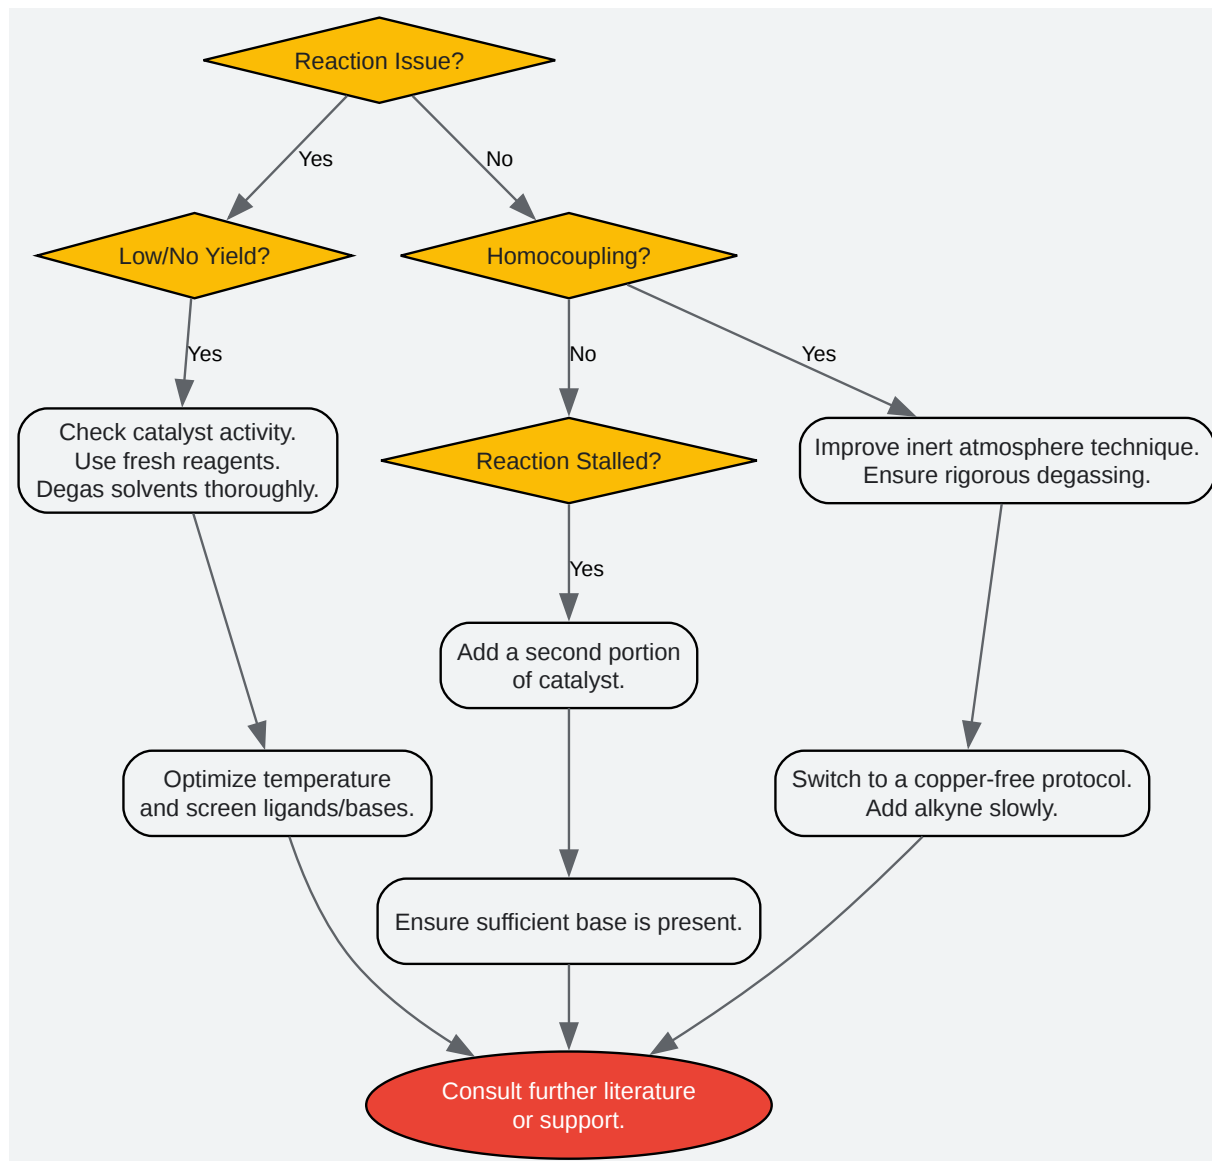 Reaction Issue?
Yes
No
Low/No Yield?
Homocoupling?
Yes
No
Yes
Check catalyst activity.
Use fresh reagents.
Degas solvents thoroughly.
Reaction Stalled?
Improve inert atmosphere technique.
Ensure rigorous degassing.
Yes
Add a second portion
of catalyst.
Optimize temperature
and screen ligands/bases.
Switch to a copper-free protocol.
Add alkyne slowly.
Ensure sufficient base is present.
Consult further literature
or support.